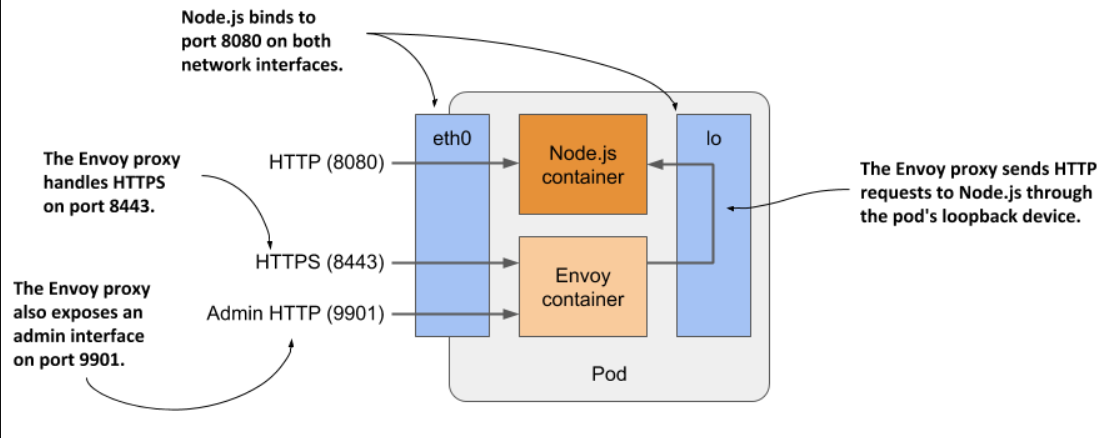 Node.js binds to
port 8080 on both
network interfaces.
eth0
lo
HTTP (8080)
Node.js
container
The Envoy proxy
handles HTTPS
on port 8443.
The Envoy proxy sends HTTP
requests to Node.js through
the pod's loopback device.
HTTPS (8443)
Envoy
container
The Envoy proxy
also exposes an
admin interface
on port 9901.
Admin HTTP (9901)
Pod